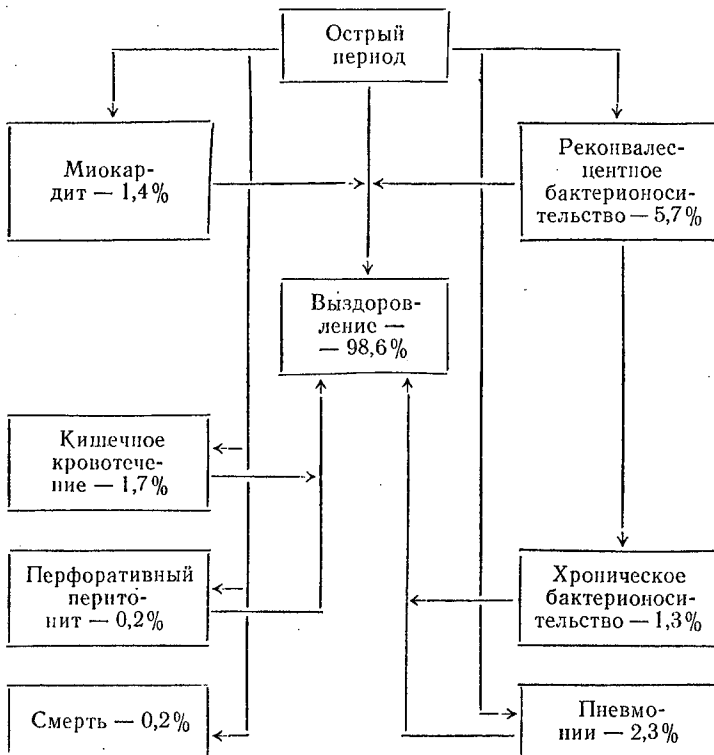 Острый
период
Миокар-
дит — 1,4%
Реконвалес-
центное
бактерионоси-
тельство — 5,7%
Выздоров-
ление —
— 98,6%
Кишечное
кровотече-
ние — 1,7%
Перфоративный
перито-
нит — 0,2%
Хроническое
бактерионоси-
тельство — 1,3%
Смерть — 0,2%
Пневмо-
нии — 2,3%